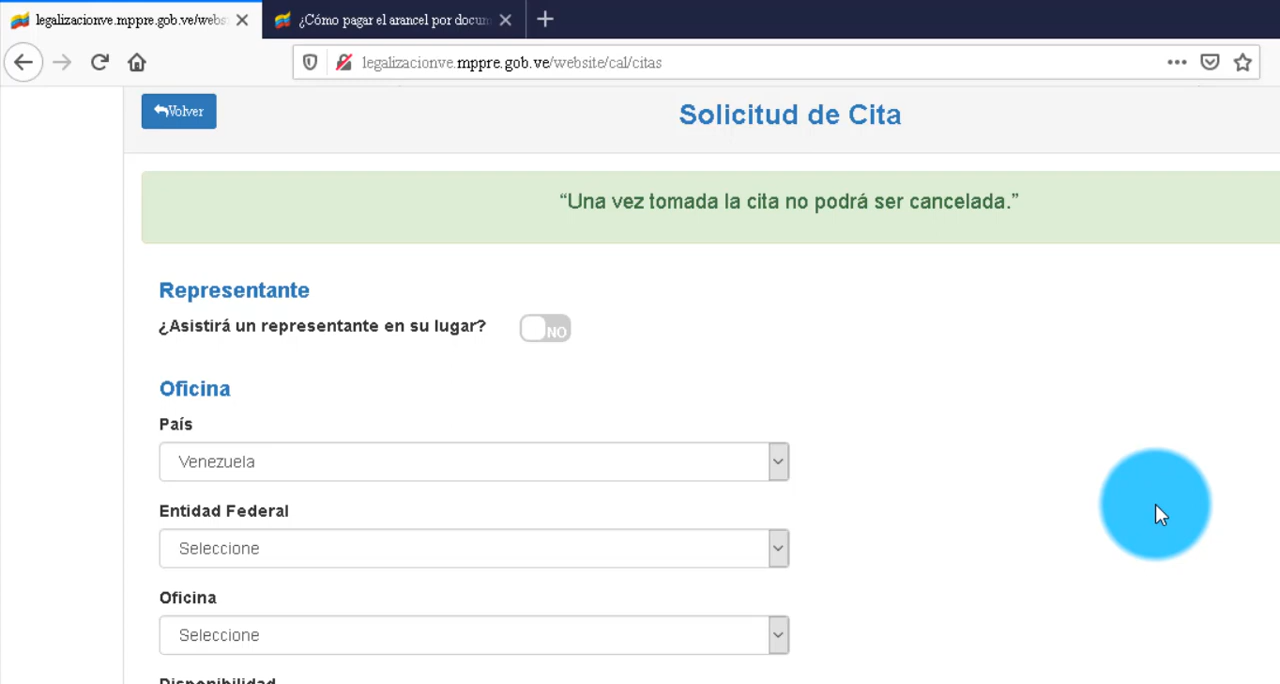 legalizacionve.mppre.gob.ve/webs
¿Cómo pagar el arancel por docum
legalizacionve.mppre.gob.ve/website/cal/citas
Volver
Solicitud de Cita
“Una vez tomada la cita no podrá ser cancelada.”
Representante
¿Asistirá un representante en su lugar?
NO
Oficina
País
Venezuela
Entidad Federal
Seleccione
Oficina
Seleccione
Disponibilidad